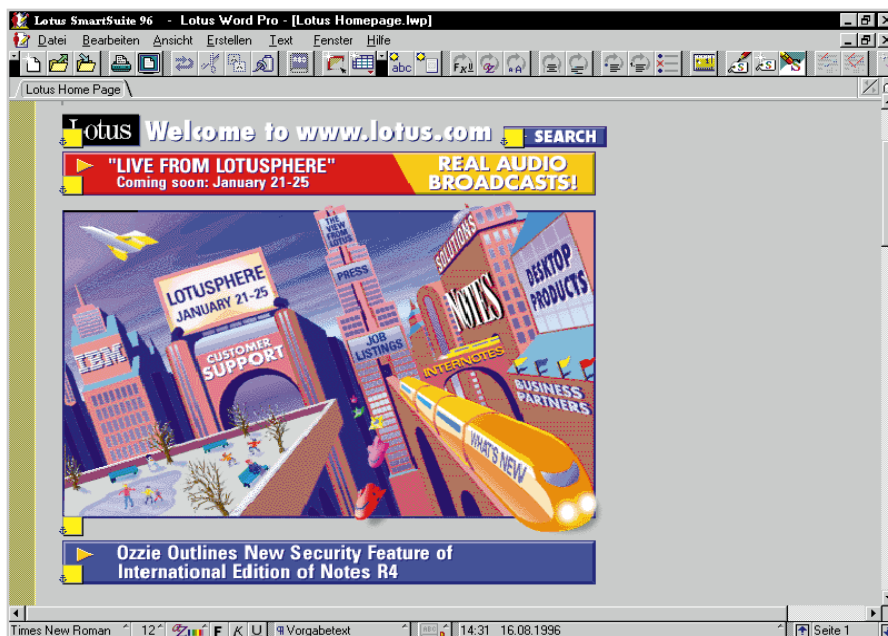 Lotus SmartSuite 96 - Lotus Word Pro - [Lotus Homepage.lwp]
Datei Bearbeiten Ansicht Erstellen Text Fenster Hilfe
abc
Lotus Home Page
Lotus Welcome to www.lotus.com SEARCH
"LIVE FROM LOTUSPHERE"
Coming soon: January 21-25
REAL AUDIO
BROADCASTS!
THE VIEW FROM LOTUS
PRESS
JOB LISTINGS
LOTUSPHERE
JANUARY 21-25
CUSTOMER
SUPPORT
IBM
SOLUTIONS
NOTES
DESKTOP
PRODUCTS
INTERNOTES
BUSINESS
PARTNERS
WHAT'S NEW
Ozzie Outlines New Security Feature of
International Edition of Notes R4
Times New Roman 12 F K U Vorgabetext 14:31 16.08.1996 Seite 1